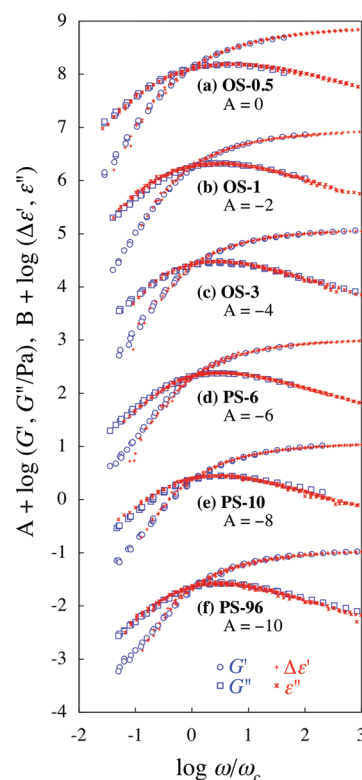 A + log (G', G''/Pa), B + log (Δε', ε'')
9
8
7
6
5
4
3
2
1
0
-1
-2
-3
-4
(a) OS-0.5
A = 0
(b) OS-1
A = −2
(c) OS-3
A = −4
(d) PS-6
A = −6
(e) PS-10
A = −8
(f) PS-96
A = −10
G' Δε'
G'' ε''
-2 -1 0 1 2 3
log ω/ωc